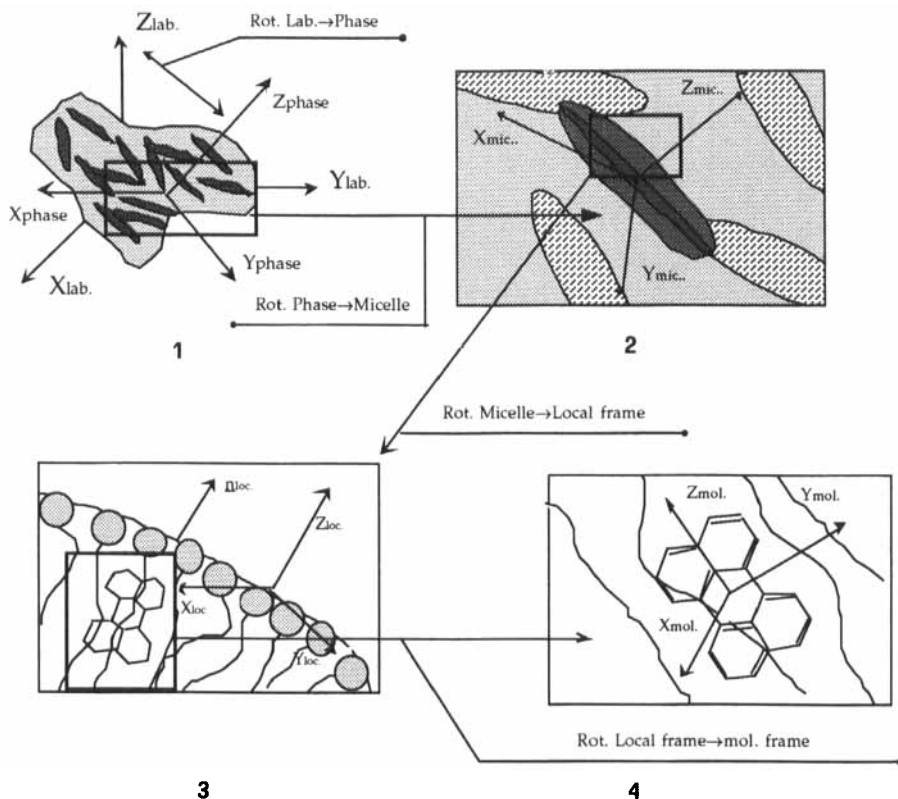 Zlab.
Rot. Lab.→Phase
Zphase
Ylab.
Xphase
Yphase
Xlab.
Rot. Phase→Micelle
1
Zmic..
Xmic..
Ymic..
2
Rot. Micelle→Local frame
nloc.
Zloc.
Xloc
Yloc.
3
Zmol.
Ymol.
Xmol.
Rot. Local frame→mol. frame
4